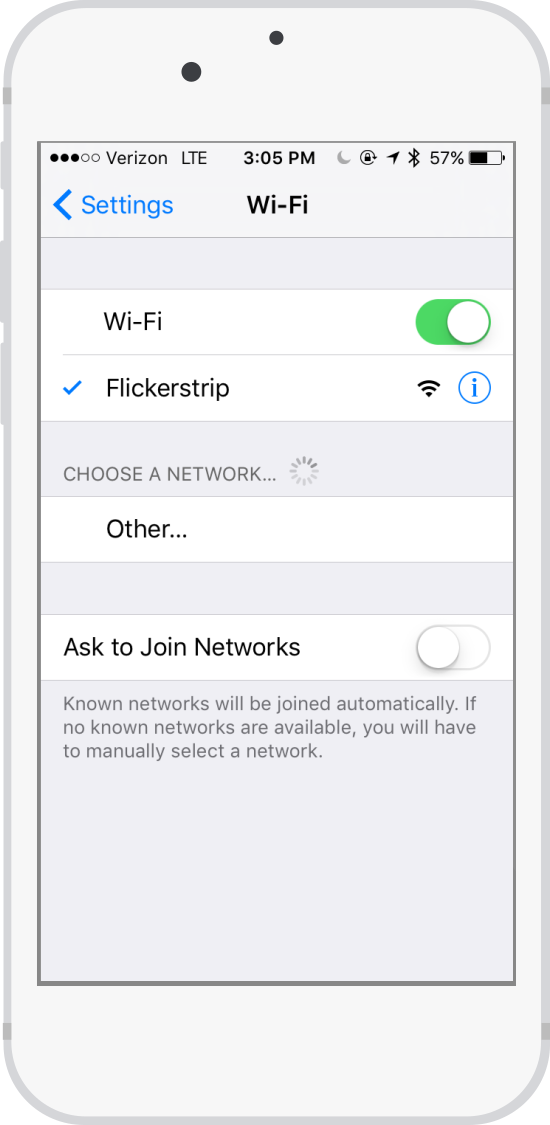 Verizon LTE 3:05 PM 57%
Settings Wi-Fi
Wi-Fi
Flickerstrip
CHOOSE A NETWORK...
Other...
Ask to Join Networks
Known networks will be joined automatically. If
no known networks are available, you will have
to manually select a network.